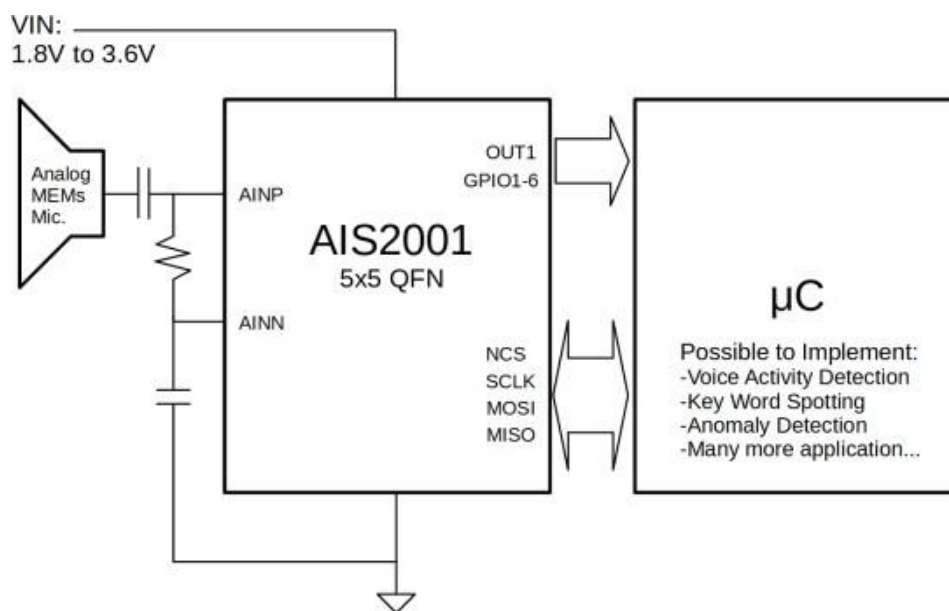 VIN:
1.8V to 3.6V
Analog
MEMs
Mic.
AINP
AINN
AIS2001
5x5 QFN
OUT1
GPIO1-6
NCS
SCLK
MOSI
MISO
µC
Possible to Implement:
-Voice Activity Detection
-Key Word Spotting
-Anomaly Detection
-Many more application...